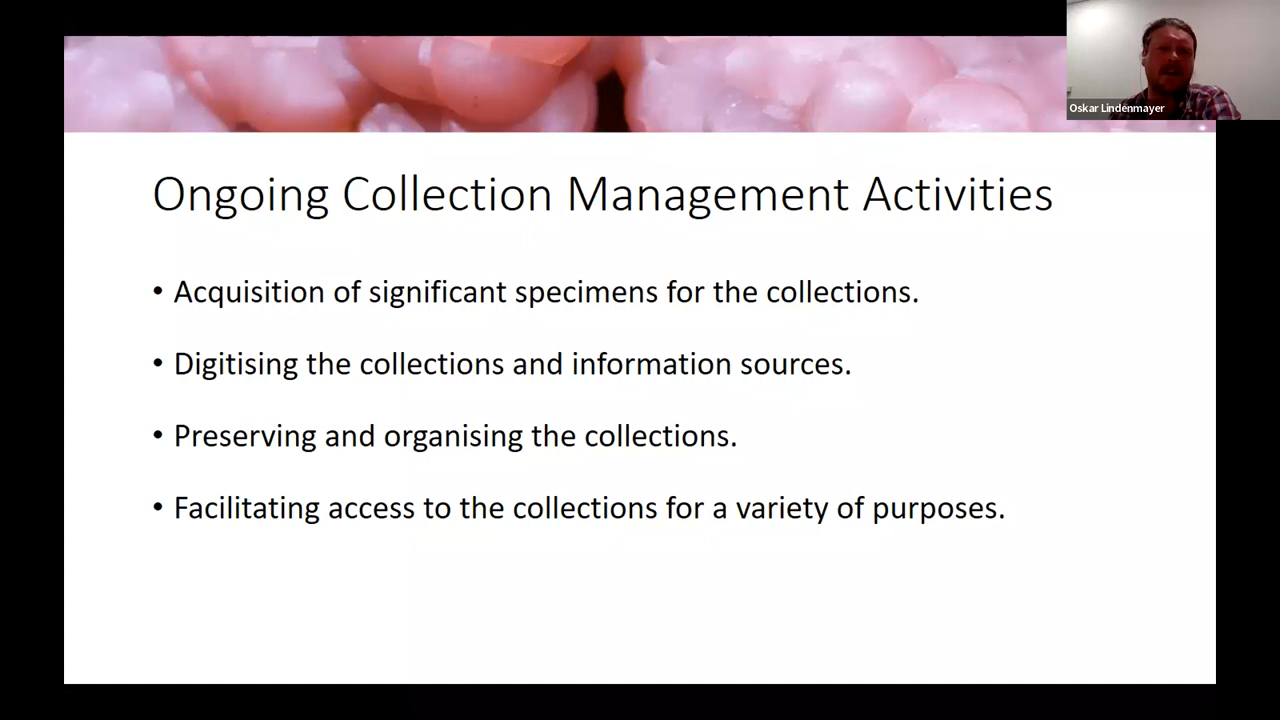 Oskar Lindenmayer
Ongoing Collection Management Activities
• Acquisition of significant specimens for the collections.
• Digitising the collections and information sources.
• Preserving and organising the collections.
• Facilitating access to the collections for a variety of purposes.